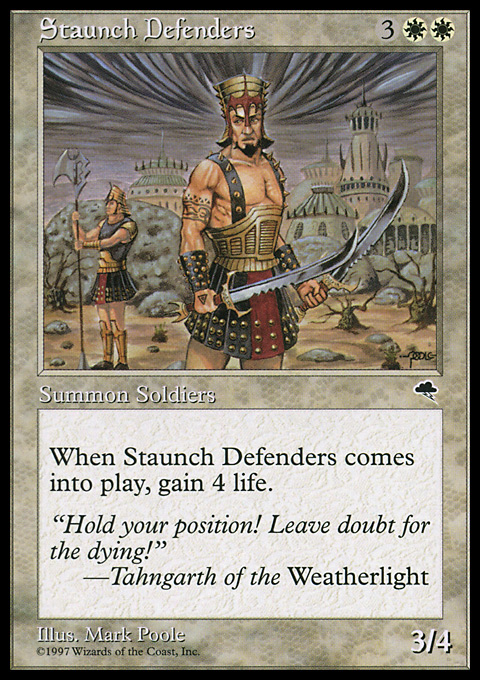 Staunch Defenders 3
Summon Soldiers
When Staunch Defenders comes
into play, gain 4 life.
“Hold your position! Leave doubt for
the dying!”
—Tahngarth of the Weatherlight
Illus. Mark Poole
©1997 Wizards of the Coast, Inc.
3/4